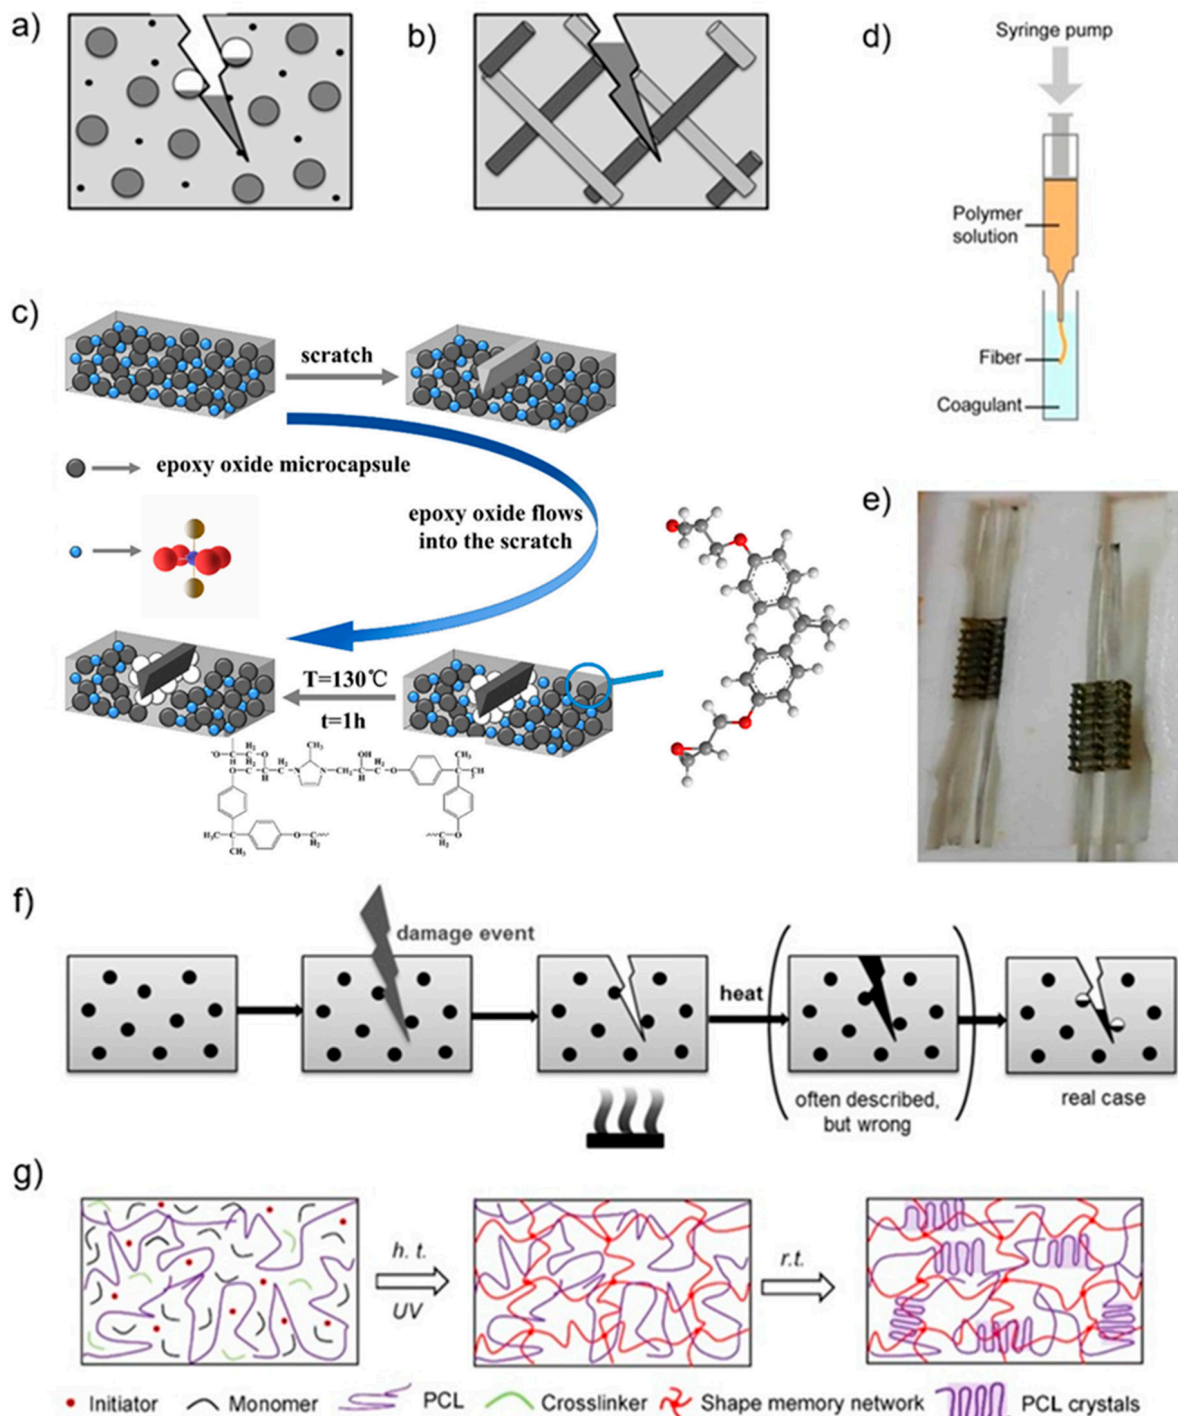 a)
b)
d)
Syringe pump
Polymer
solution
Fiber
Coagulant
c)
scratch
epoxy oxide microcapsule
epoxy oxide flows
into the scratch
T=130℃
t=1h
e)
f)
damage event
heat
often described,
but wrong
real case
g)
h. t.
UV
r.t.
Initiator
Monomer
PCL
Crosslinker
Shape memory network
PCL crystals